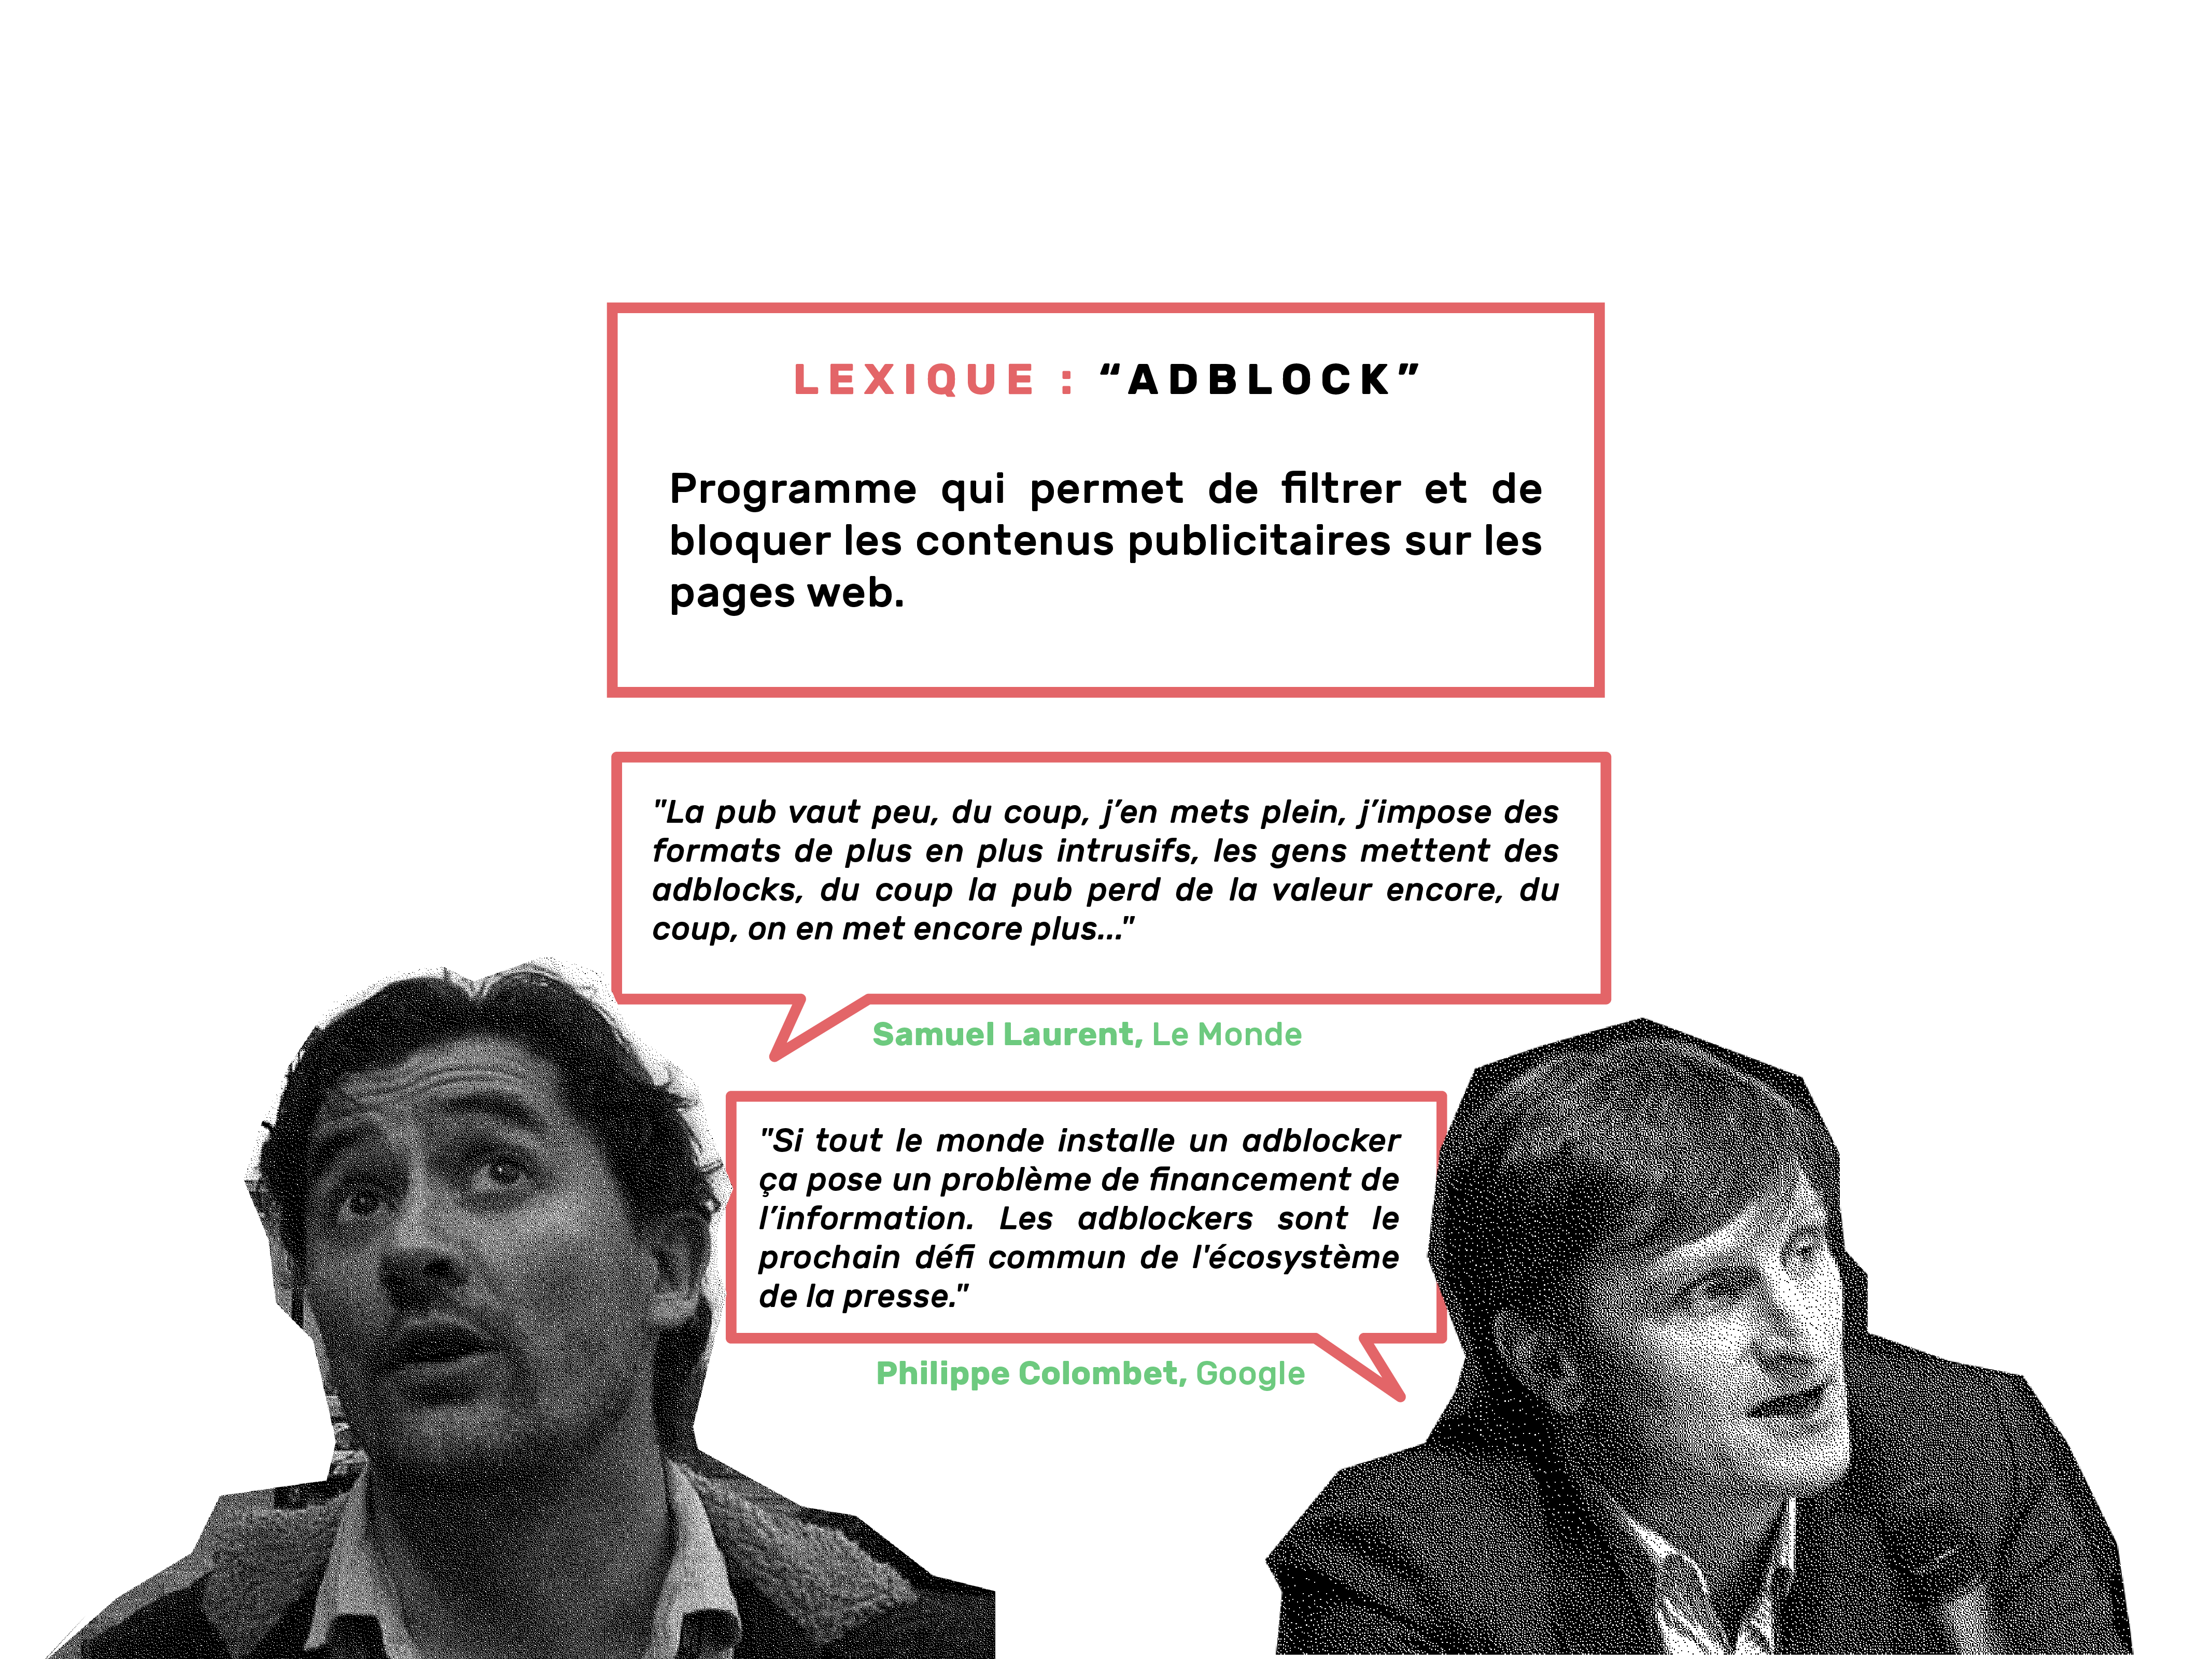 LEXIQUE : “ADBLOCK”
Programme qui permet de filtrer et de
bloquer les contenus publicitaires sur les
pages web.
"La pub vaut peu, du coup, j’en mets plein, j’impose des
formats de plus en plus intrusifs, les gens mettent des
adblocks, du coup la pub perd de la valeur encore, du
coup, on en met encore plus..."
Samuel Laurent, Le Monde
"Si tout le monde installe un adblocker
ça pose un problème de financement de
l’information. Les adblockers sont le
prochain défi commun de l'écosystème
de la presse."
Philippe Colombet, Google